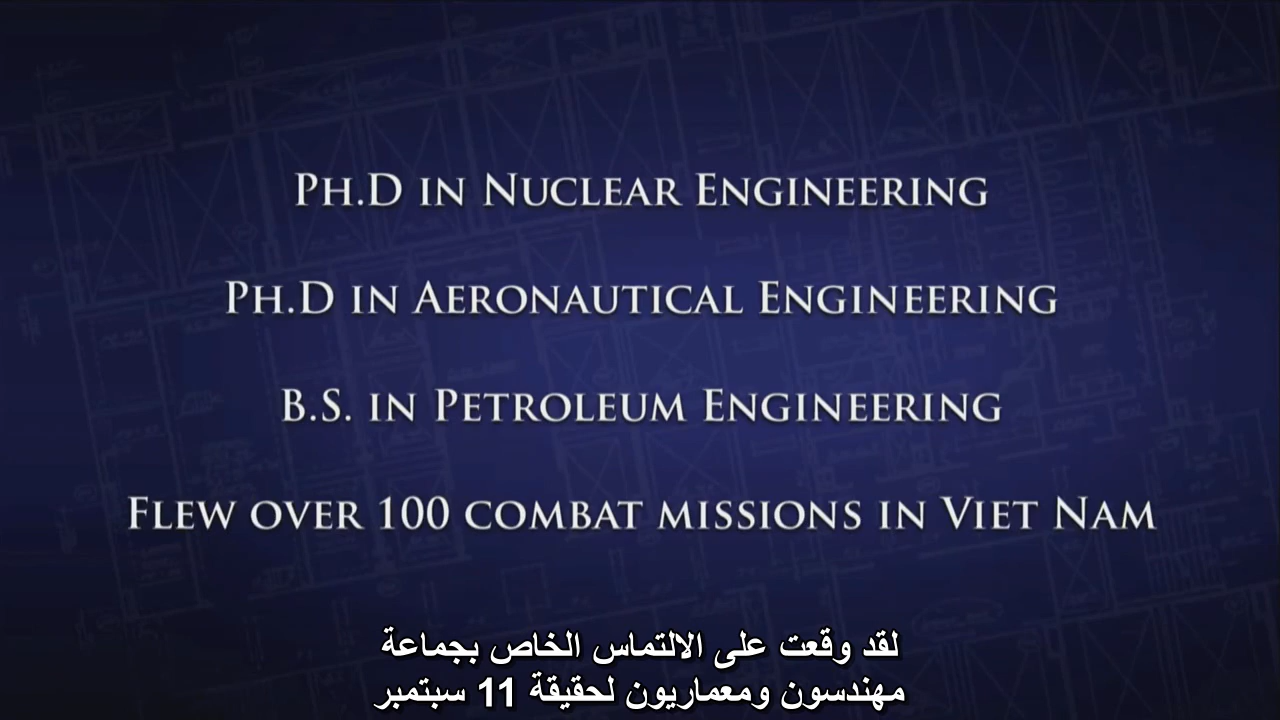 Ph.D in Nuclear Engineering
Ph.D in Aeronautical Engineering
B.S. in Petroleum Engineering
Flew over 100 combat missions in Viet Nam
لقد وقعت على الالتماس الخاص بجماعة
مهندسون ومعماريون لحقيقة 11 سبتمبر